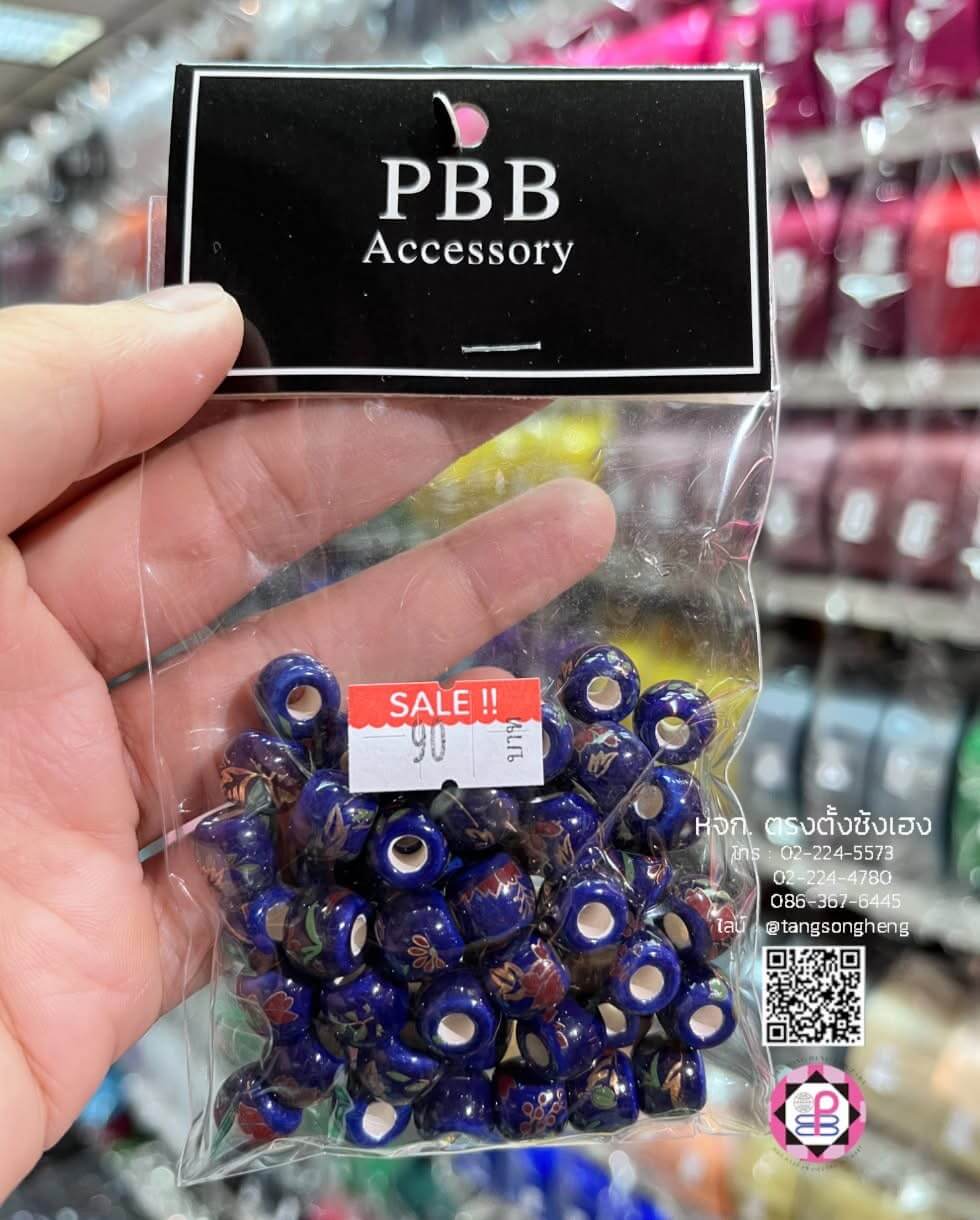 PBB
Accessory
SALE !!
90
บาท
หจก. ตรงตั้งซังเฮง
โทร : 02-224-5573
02-224-4780
086-367-6445
ไลน์ : @tangsongheng
PBB